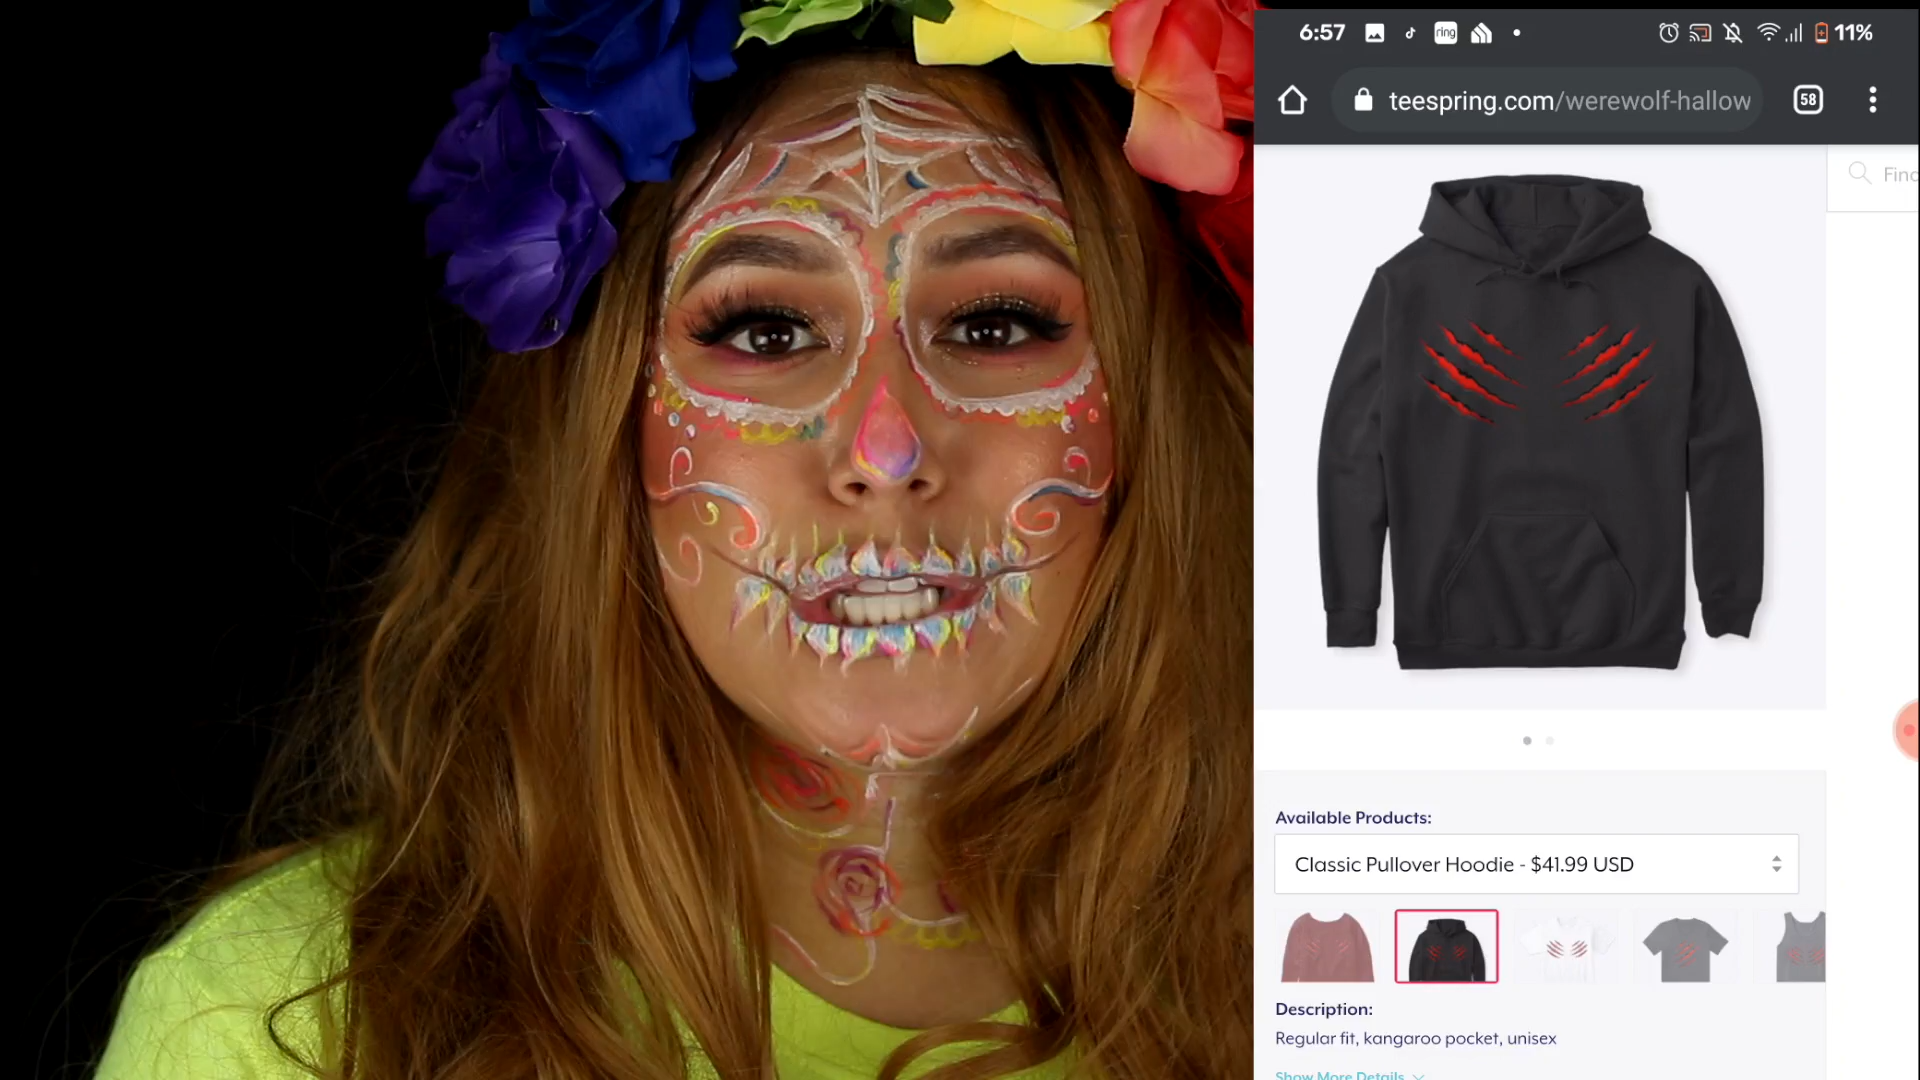 6:57 ring 11%
teespring.com/werewolf-hallow 58
Find
Available Products:
Classic Pullover Hoodie - $41.99 USD
Description:
Regular fit, kangaroo pocket, unisex
Show More Details